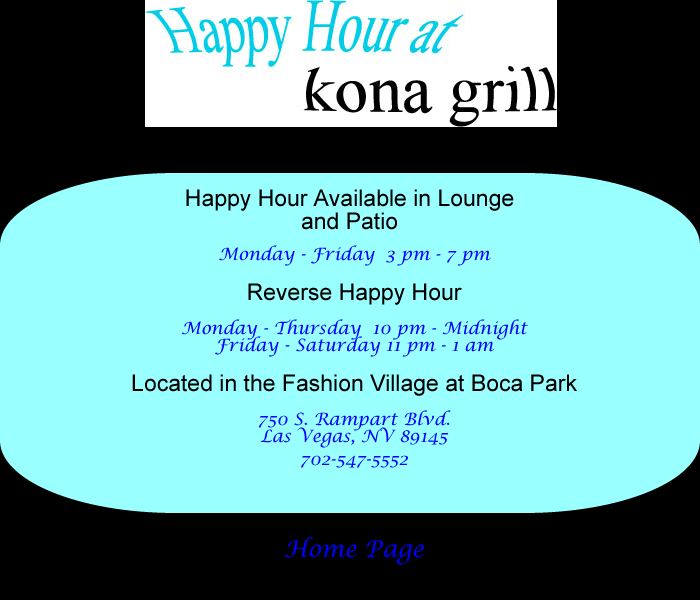 Happy Hour at
kona grill
Happy Hour Available in Lounge
and Patio
Monday - Friday 3 pm - 7 pm
Reverse Happy Hour
Monday - Thursday 10 pm - Midnight
Friday - Saturday 11 pm - 1 am
Located in the Fashion Village at Boca Park
750 S. Rampart Blvd.
Las Vegas, NV 89145
702-547-5552
Home Page